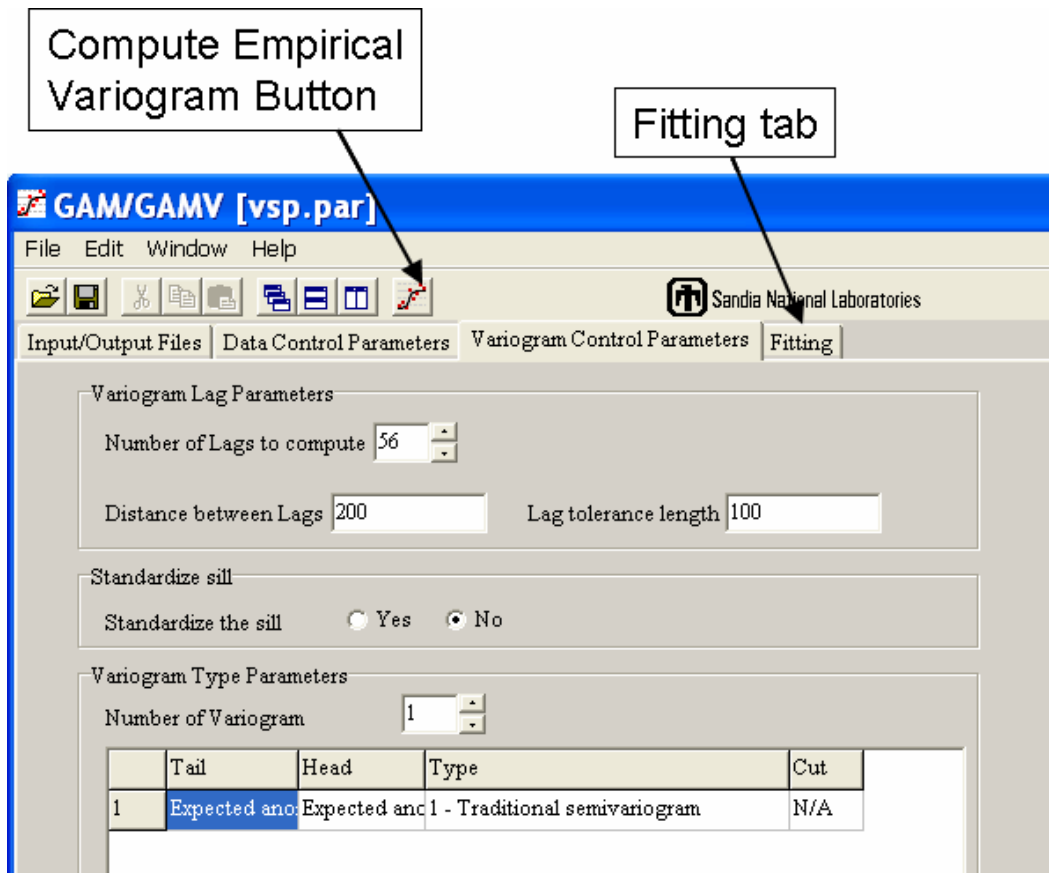 Compute Empirical
Variogram Button
Fitting tab
GAM/GAMV [vsp.par]
File Edit Window Help
Sandia National Laboratories
Input/Output Files Data Control Parameters Variogram Control Parameters Fitting
Variogram Lag Parameters
Number of Lags to compute 56
Distance between Lags 200 Lag tolerance length 100
Standardize sill
Standardize the sill Yes No
Variogram Type Parameters
Number of Variogram 1
Tail Head Type Cut
1 Expected ano Expected anc 1 - Traditional semivariogram N/A